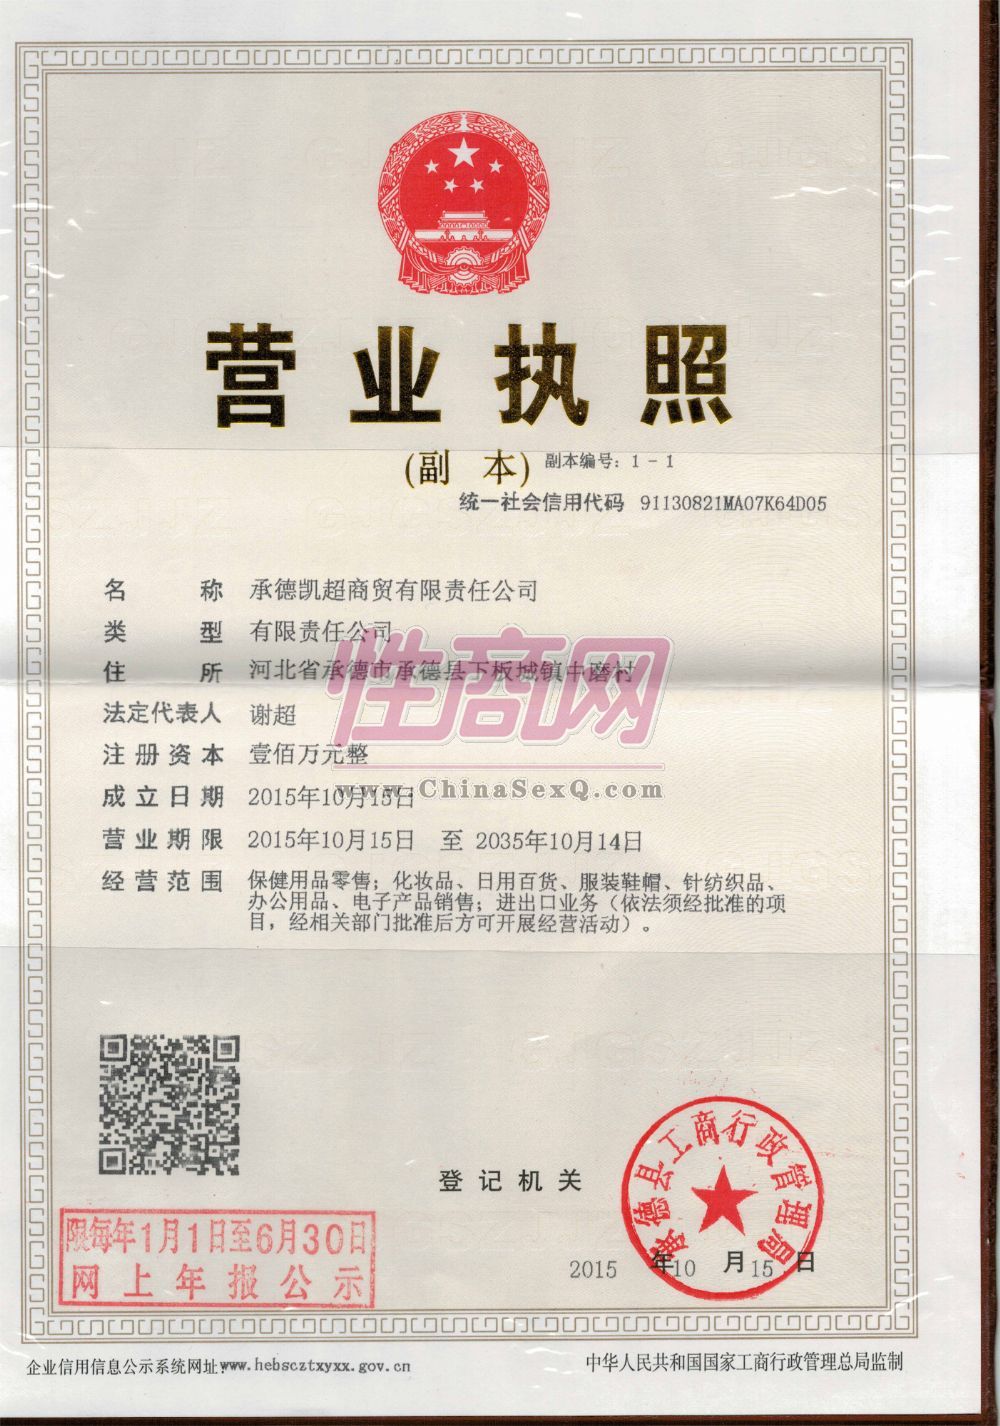 营业执照
(副 本) 副本编号：1-1
统一社会信用代码 91130821MA07K64D05
名称 承德凯超商贸有限责任公司
类型 有限责任公司
住所 河北省承德市承德县下板城镇中磨村
法定代表人 谢超
注册资本 壹佰万元整
成立日期 2015年10月15日
营业期限 2015年10月15日 至 2035年10月14日
经营范围 保健用品零售；化妆品、日用百货、服装鞋帽、针纺织品、
办公用品、电子产品销售；进出口业务（依法须经批准的项
目，经相关部门批准后方可开展经营活动）。
性商网
www.ChinaSexQ.com
登记机关
承德县工商行政管理局
2015 年10 月15 日
限每年1月1日至6月30日
网上年报公示
企业信用信息公示系统网址:www.hebscztxyxx.gov.cn
中华人民共和国国家工商行政管理总局监制